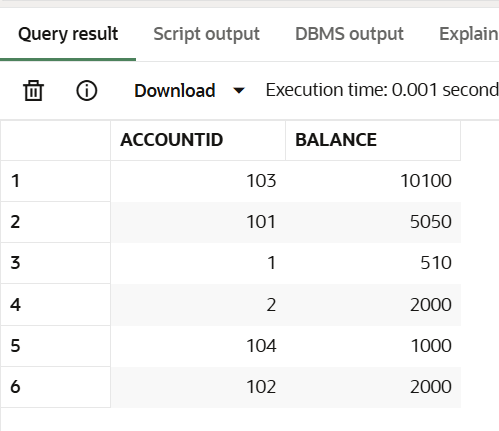 Query result Script output DBMS output Explain
Download Execution time: 0.001 second
ACCOUNTID BALANCE
1 103 10100
2 101 5050
3 1 510
4 2 2000
5 104 1000
6 102 2000